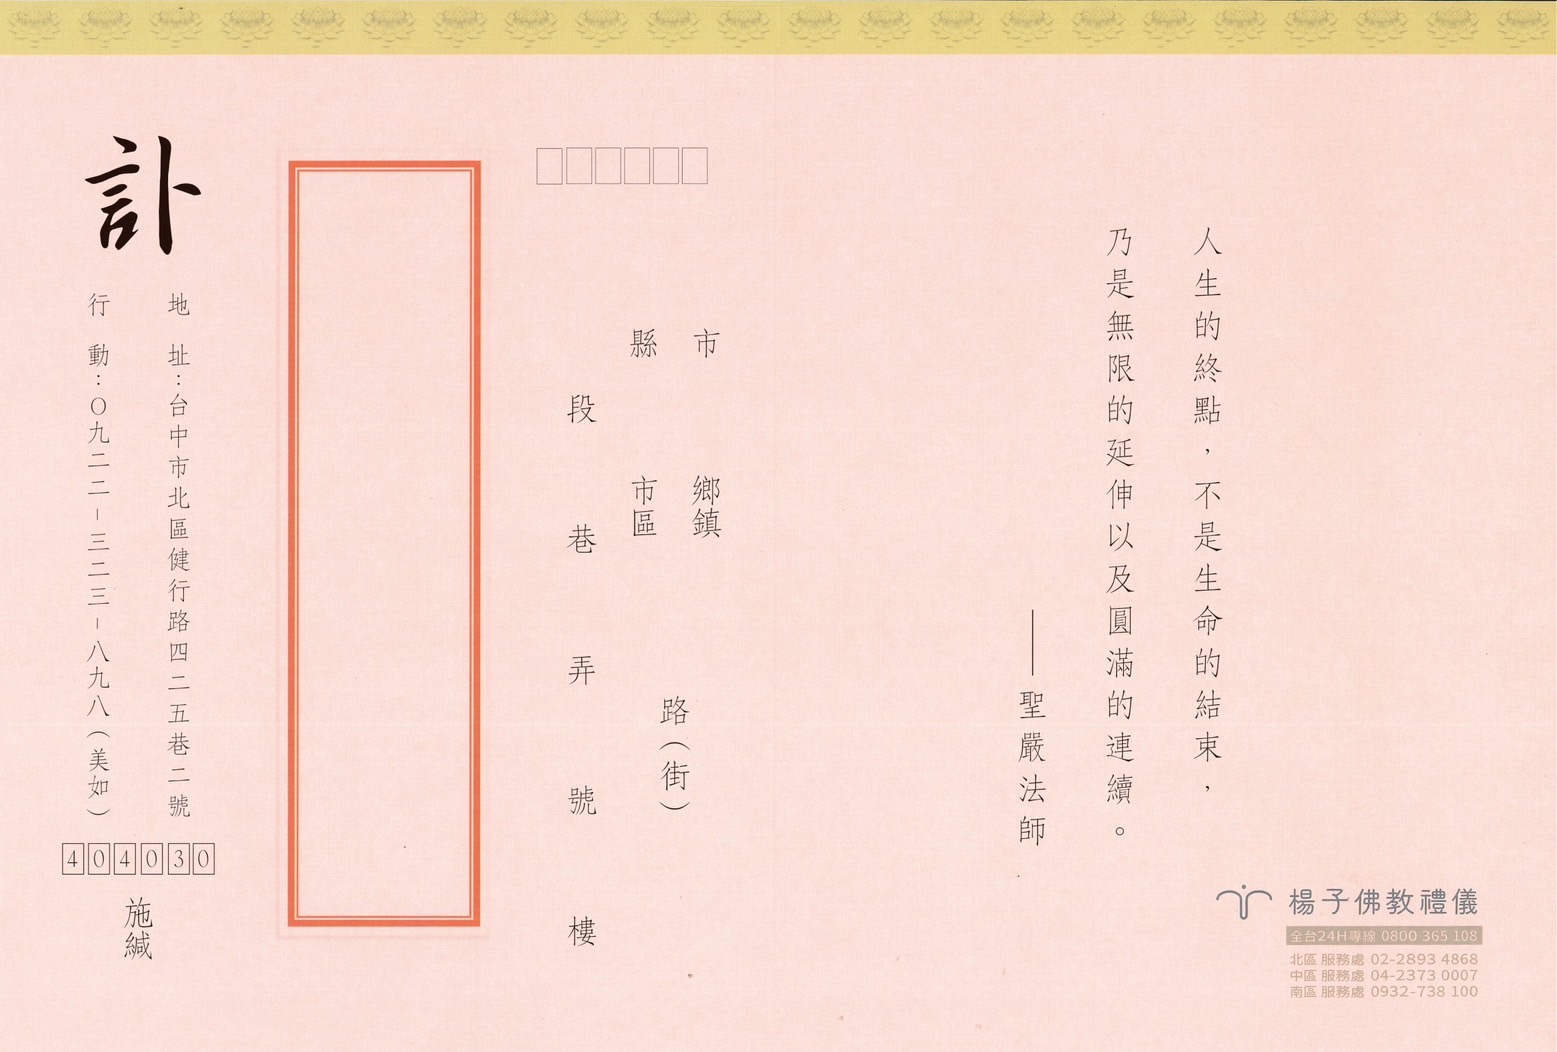 人生的終點，不是生命的結束，
乃是無限的延伸以及圓滿的連續。
——聖嚴法師
楊子佛教禮儀
全台24H專線 0800 365 108
北區 服務處 02-2893 4868
中區 服務處 04-2373 0007
南區 服務處 0932-738 100
市 鄉鎮
縣 市區
路（街）
段 巷 弄 號 樓
訃
地 址：台中市北區健行路四二五巷二號
行 動：○九二二－三二三－八九八（美如）
404030
施緘